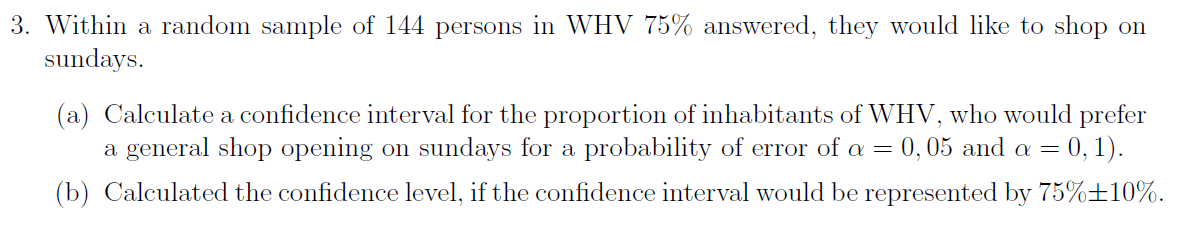 3. Within a random sample of 144 persons in WHV 75% answered, they would like to shop on
sundays.
(a) Calculate a confidence interval for the proportion of inhabitants of WHV, who would prefer
a general shop opening on sundays for a probability of error of α = 0, 05 and α = 0, 1).
(b) Calculated the confidence level, if the confidence interval would be represented by 75%±10%.